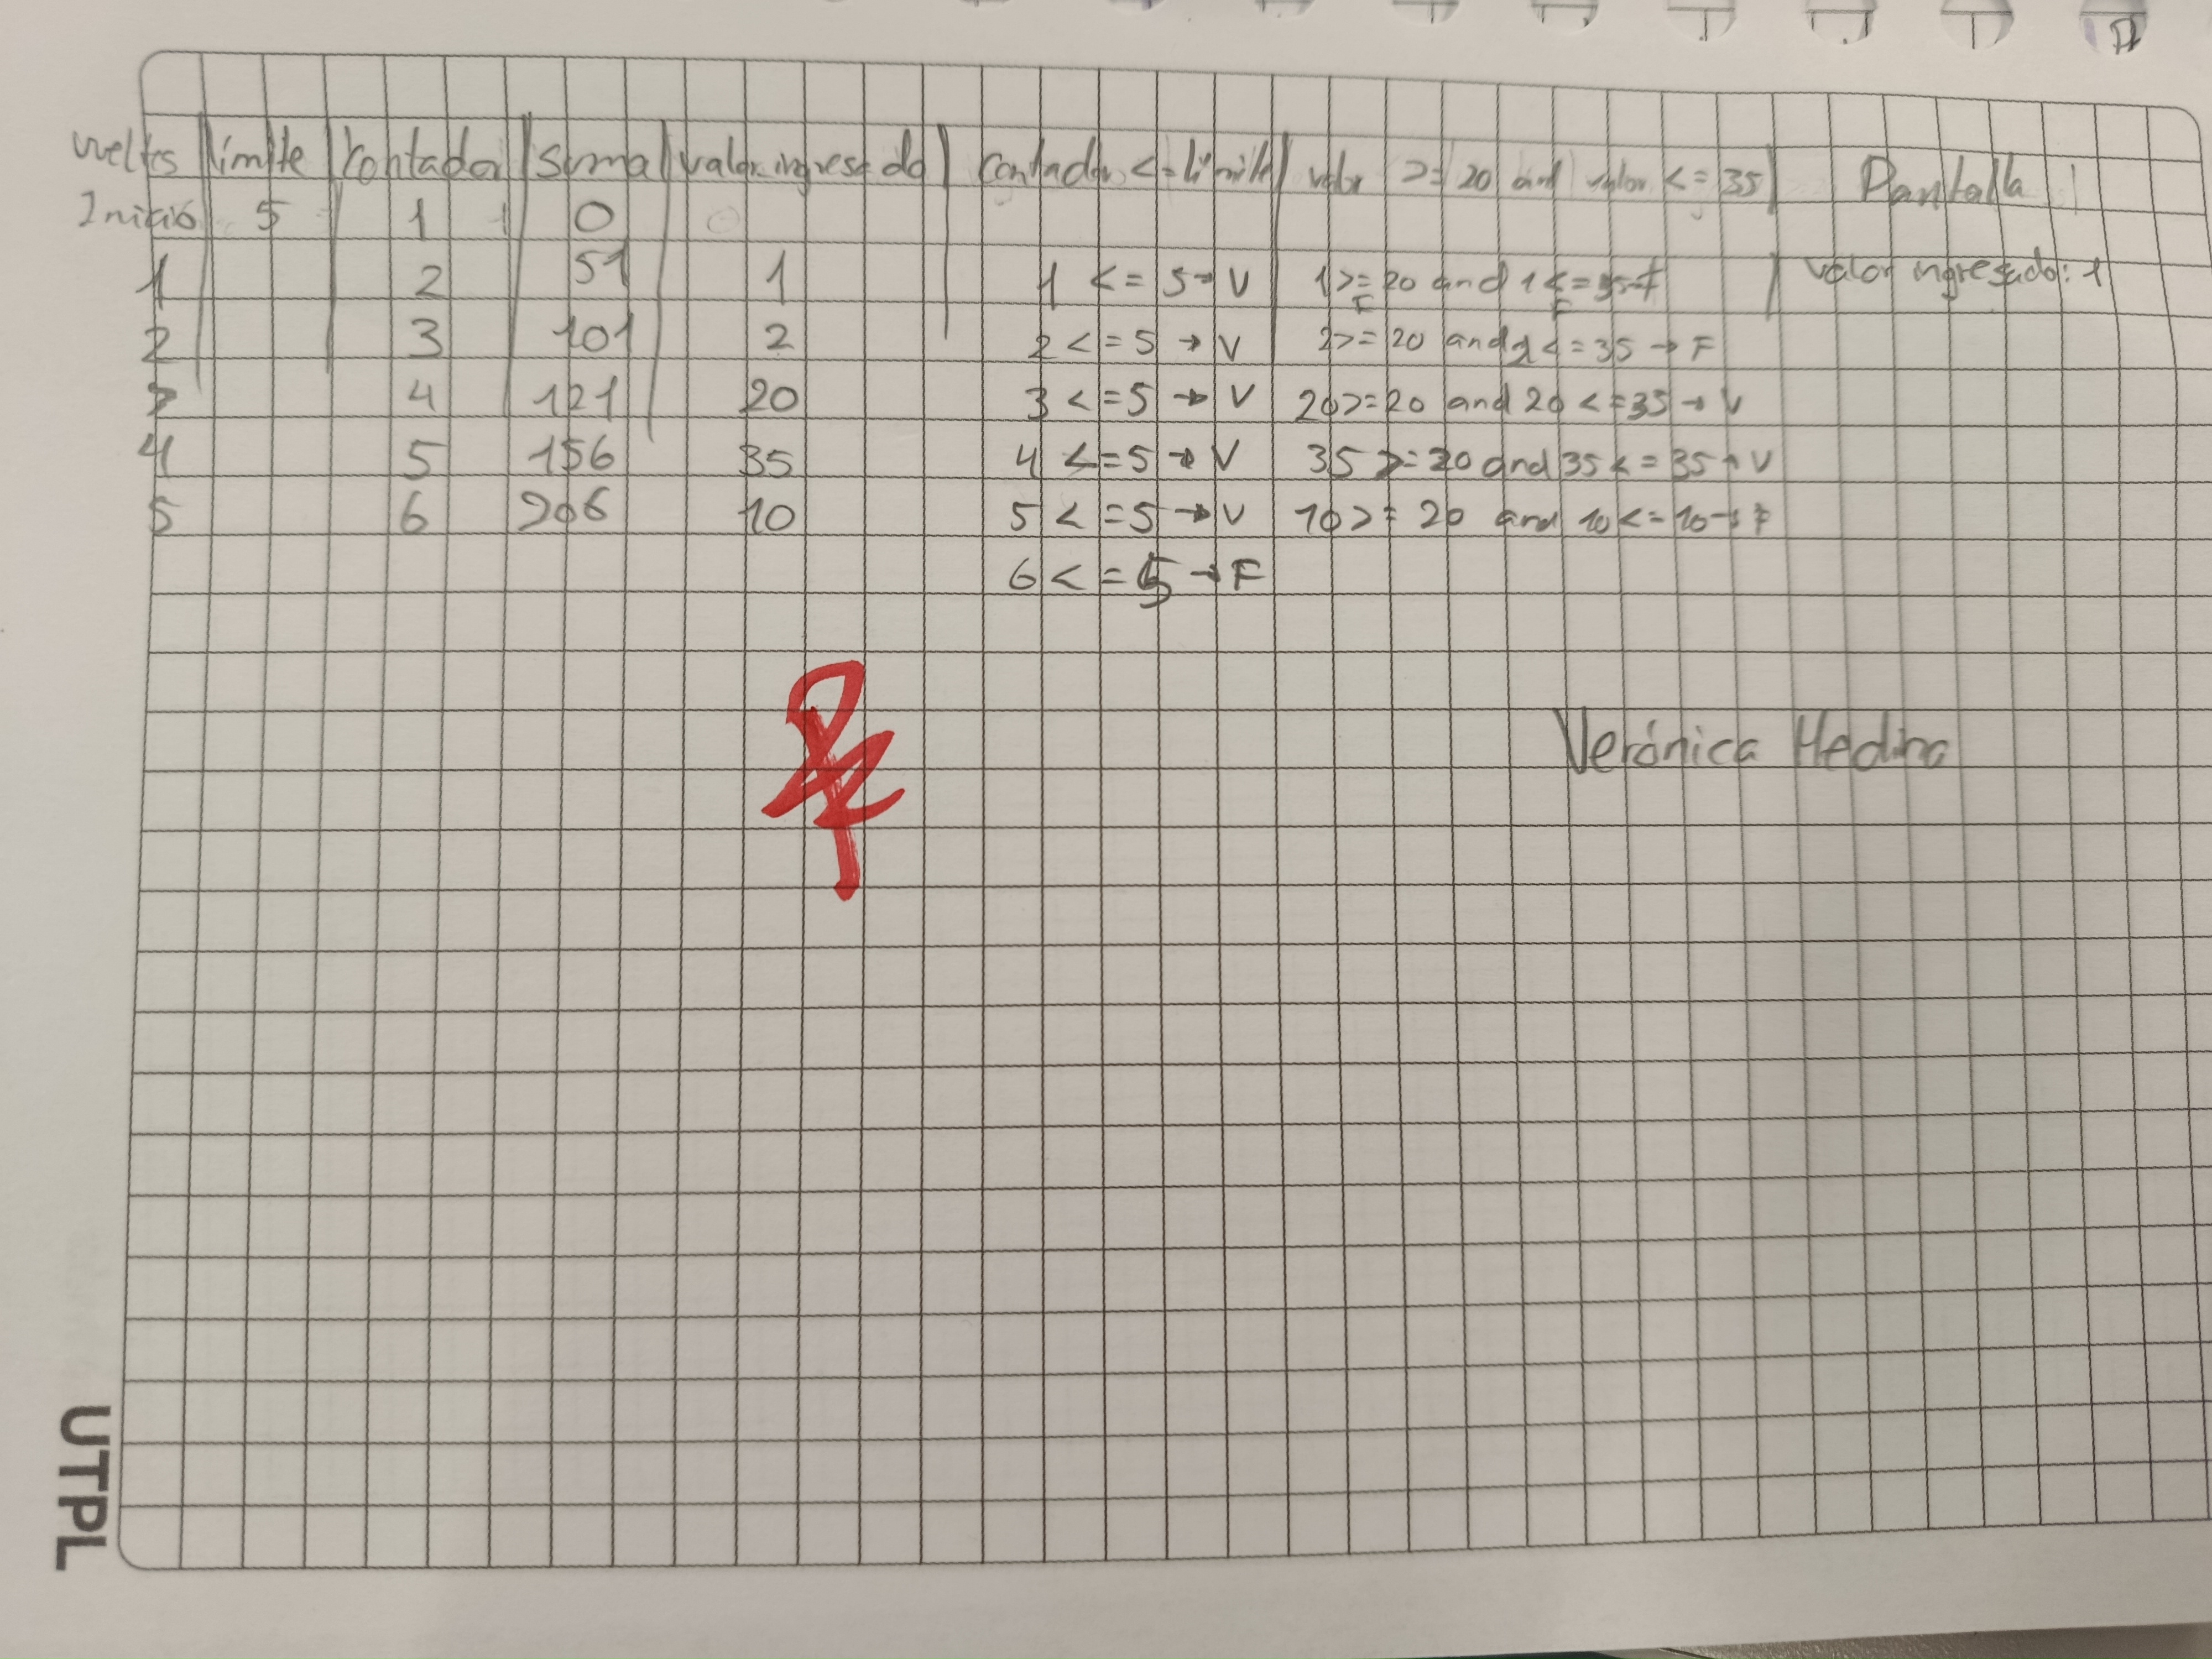 vueltas | límite | contador | suma | valor ingresado | contador <= límite | valor >= 20 and valor <= 35 | Pantalla
Inicio 5 1 0
1 2 51 1 1 <= 5 → V 1 >= 20 and 1 <= 35 → F | valor ingresado: 1
F F
2 3 101 2 2 <= 5 → V 2 >= 20 and 2 <= 35 → F
3 4 121 20 3 <= 5 → V 20 >= 20 and 20 <= 35 → V
4 5 156 35 4 <= 5 → V 35 >= 20 and 35 <= 35 → V
5 6 206 10 5 <= 5 → V 10 >= 20 and 10 <= 10 → F
6 <= 5 → F
Verónica Medina
UTPL